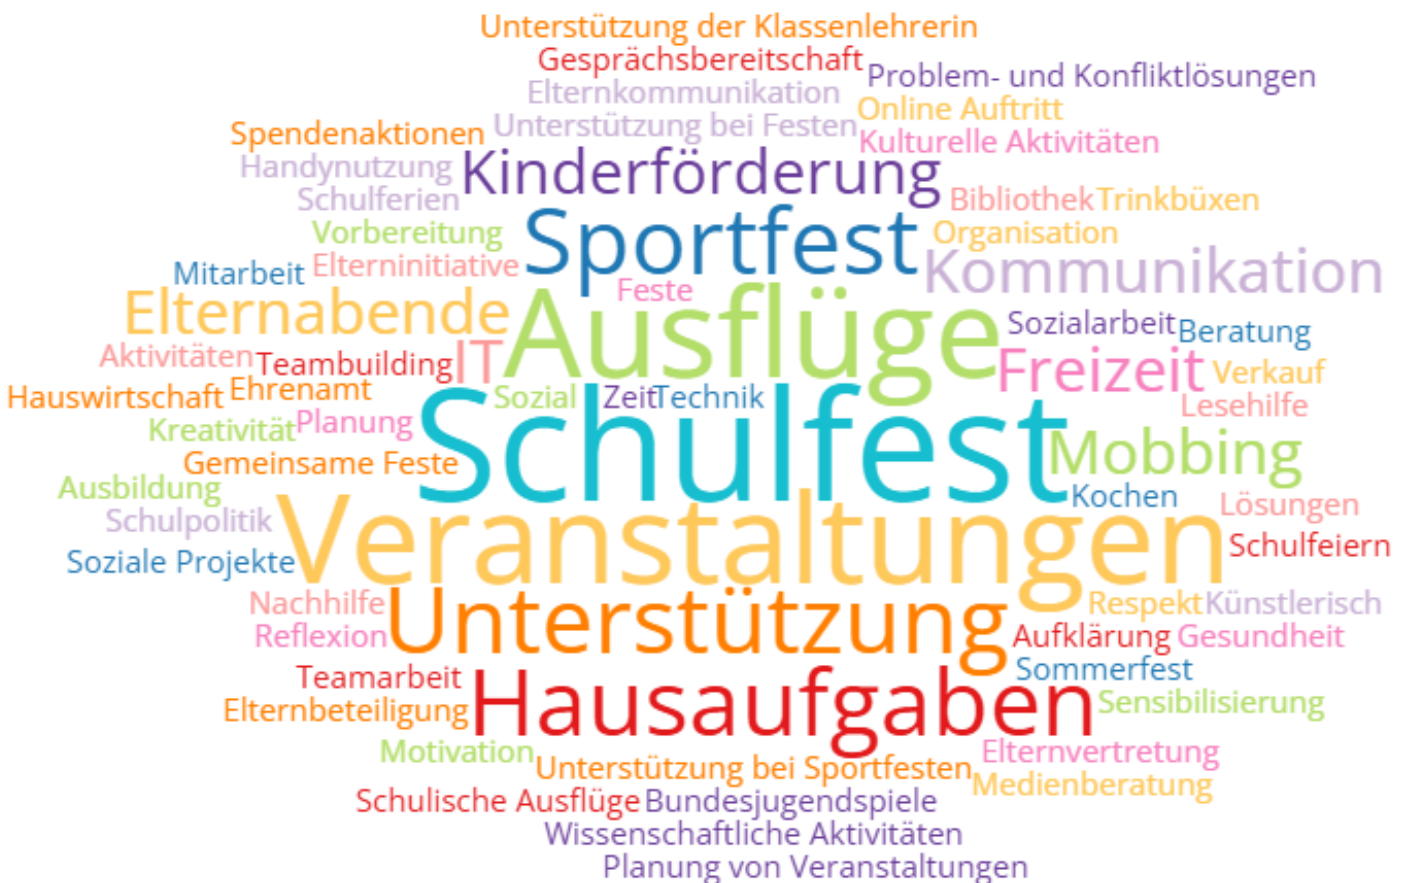 Unterstützung der Klassenlehrerin
Gesprächsbereitschaft
Problem- und Konfliktlösungen
Elternkommunikation
Online Auftritt
Spendenaktionen
Unterstützung bei Festen
Kulturelle Aktivitäten
Handynutzung
Kinderförderung
Schulferien
Bibliothek
Trinkbüxen
Vorbereitung
Sportfest
Organisation
Mitarbeit
Elterninitiative
Kommunikation
Feste
Elternabende
Ausflüge
Sozialarbeit
Beratung
Aktivitäten
Teambuilding
IT
Freizeit
Verkauf
Hauswirtschaft
Ehrenamt
Sozial
Zeit
Technik
Lesehilfe
Kreativität
Planung
Schulfest
Mobbing
Gemeinsame Feste
Ausbildung
Kochen
Lösungen
Schulpolitik
Veranstaltungen
Schulfeiern
Soziale Projekte
Nachhilfe
Respekt
Künstlerisch
Reflexion
Unterstützung
Aufklärung
Gesundheit
Teamarbeit
Sommerfest
Elternbeteiligung
Hausaufgaben
Sensibilisierung
Motivation
Elternvertretung
Unterstützung bei Sportfesten
Medienberatung
Schulische Ausflüge
Bundesjugendspiele
Wissenschaftliche Aktivitäten
Planung von Veranstaltungen